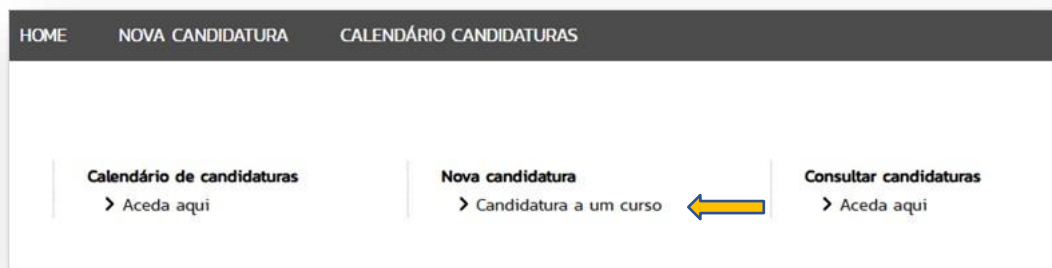 HOME NOVA CANDIDATURA CALENDÁRIO CANDIDATURAS
Calendário de candidaturas
Aceda aqui
Nova candidatura
Candidatura a um curso
Consultar candidaturas
Aceda aqui